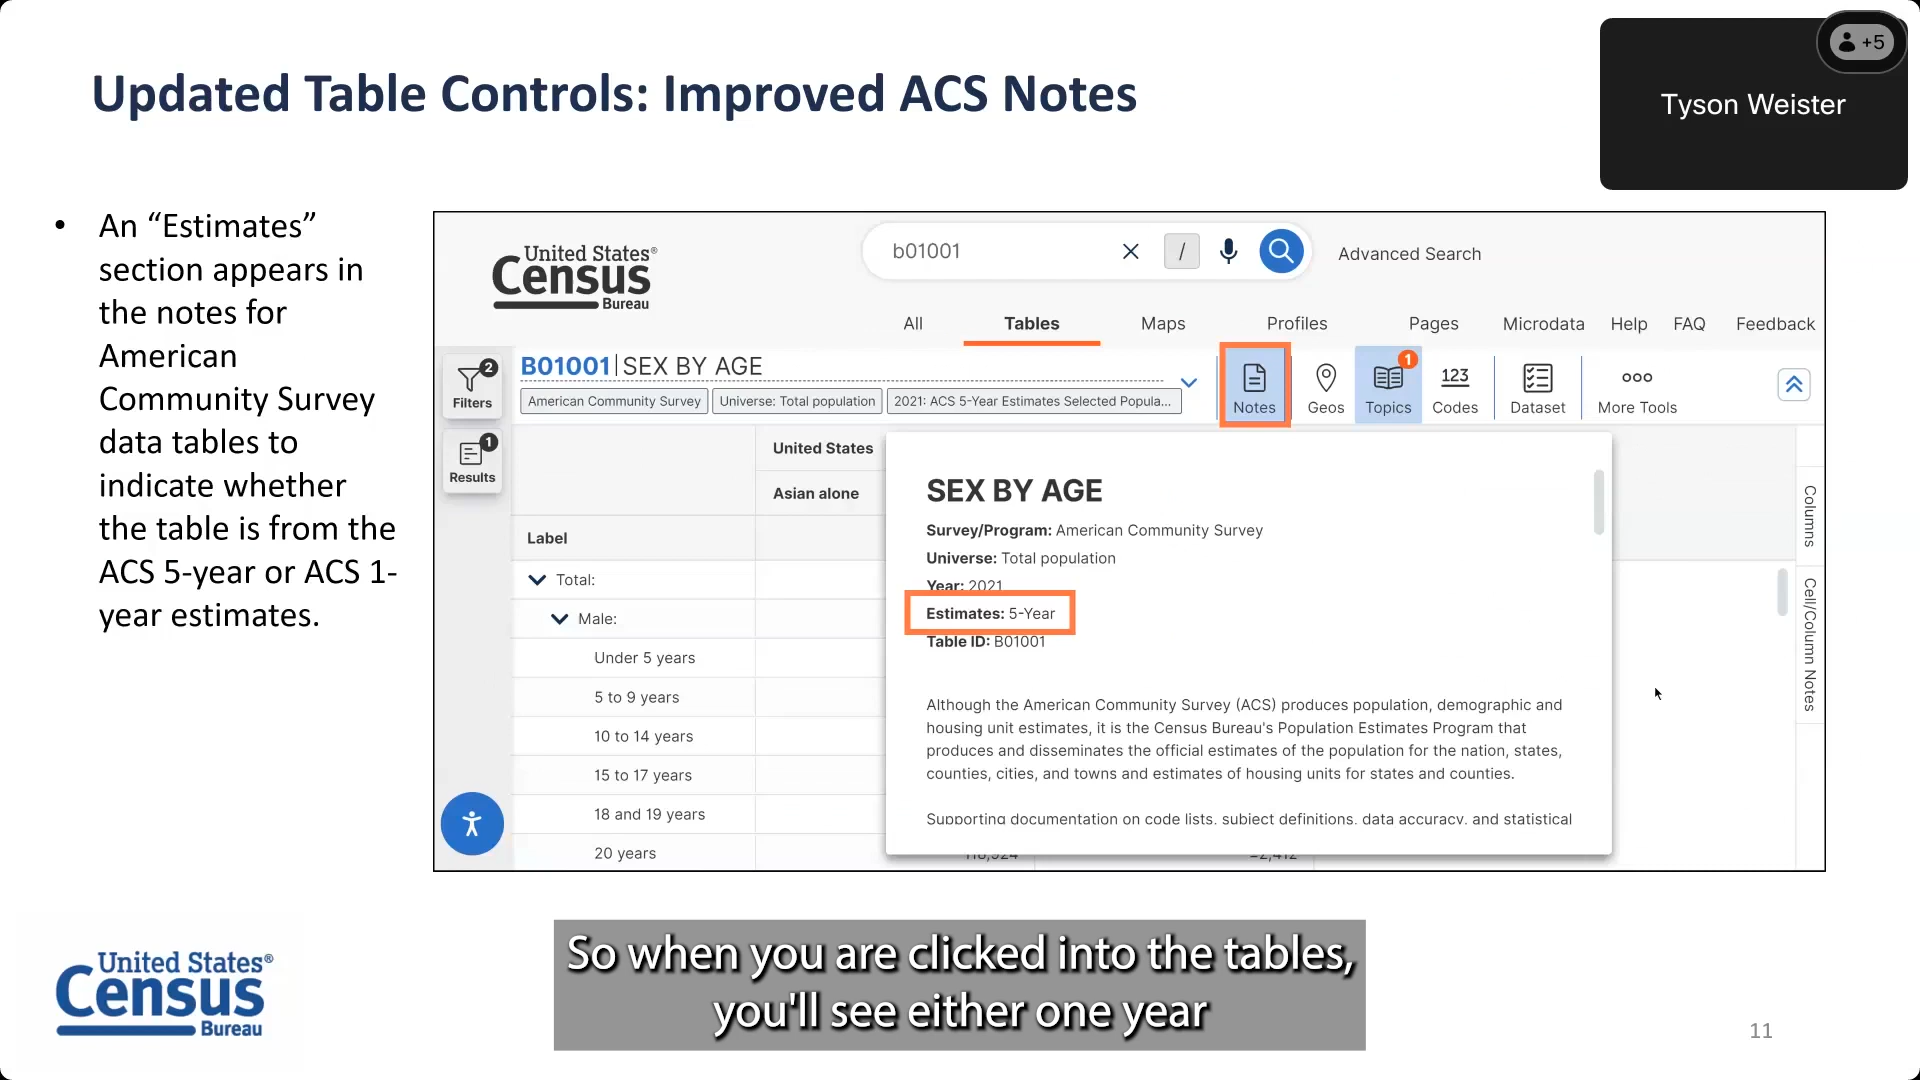 Updated Table Controls: Improved ACS Notes
+5
Tyson Weister
• An “Estimates”
section appears in
the notes for
American
Community Survey
data tables to
indicate whether
the table is from the
ACS 5-year or ACS 1-
year estimates.
United States®
Census
Bureau
b01001
/
Advanced Search
All
Tables
Maps
Profiles
Pages
Microdata
Help
FAQ
Feedback
2
Filters
1
Results
B01001 | SEX BY AGE
American Community Survey
Universe: Total population
2021: ACS 5-Year Estimates Selected Popula...
Notes
Geos
1
Topics
123
Codes
Dataset
More Tools
United States
Asian alone
Label
Total:
Male:
Under 5 years
5 to 9 years
10 to 14 years
15 to 17 years
18 and 19 years
20 years
SEX BY AGE
Survey/Program: American Community Survey
Universe: Total population
Year: 2021
Estimates: 5-Year
Table ID: B01001
Although the American Community Survey (ACS) produces population, demographic and
housing unit estimates, it is the Census Bureau's Population Estimates Program that
produces and disseminates the official estimates of the population for the nation, states,
counties, cities, and towns and estimates of housing units for states and counties.
Supporting documentation on code lists, subject definitions, data accuracy, and statistical
Columns
Cell/Column Notes
United States®
Census
Bureau
So when you are clicked into the tables,
you'll see either one year
11